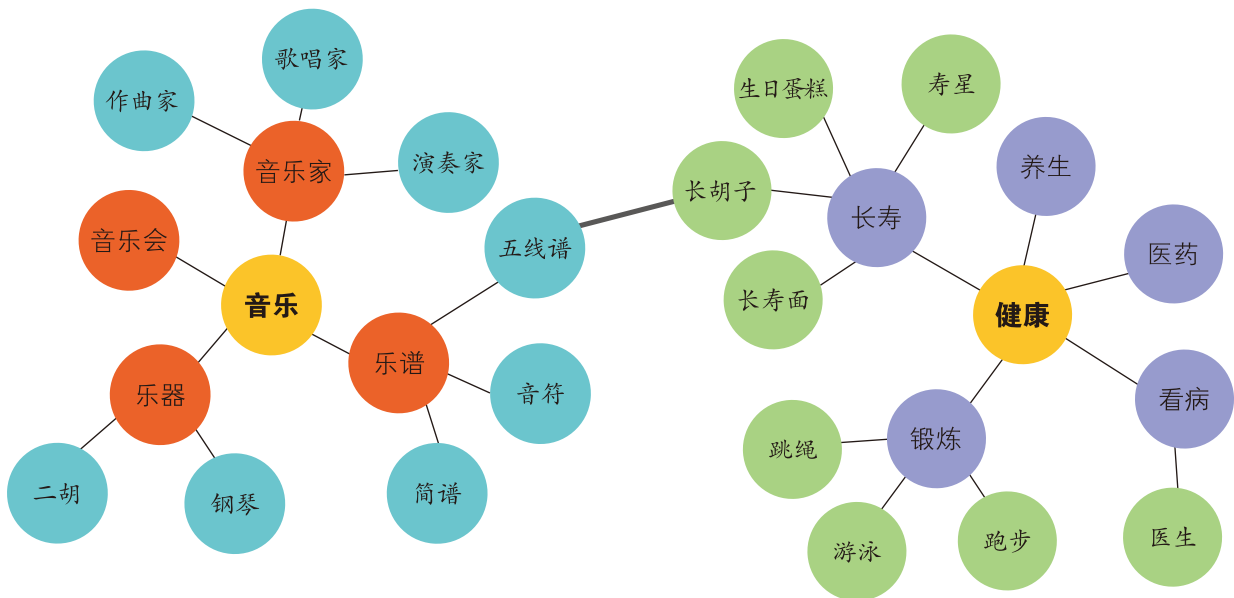 歌唱家
作曲家
音乐家
演奏家
音乐会
五线谱
音乐
乐谱
乐器
音符
二胡
钢琴
简谱
生日蛋糕
寿星
长胡子
长寿
养生
长寿面
医药
健康
看病
锻炼
跳绳
游泳
跑步
医生